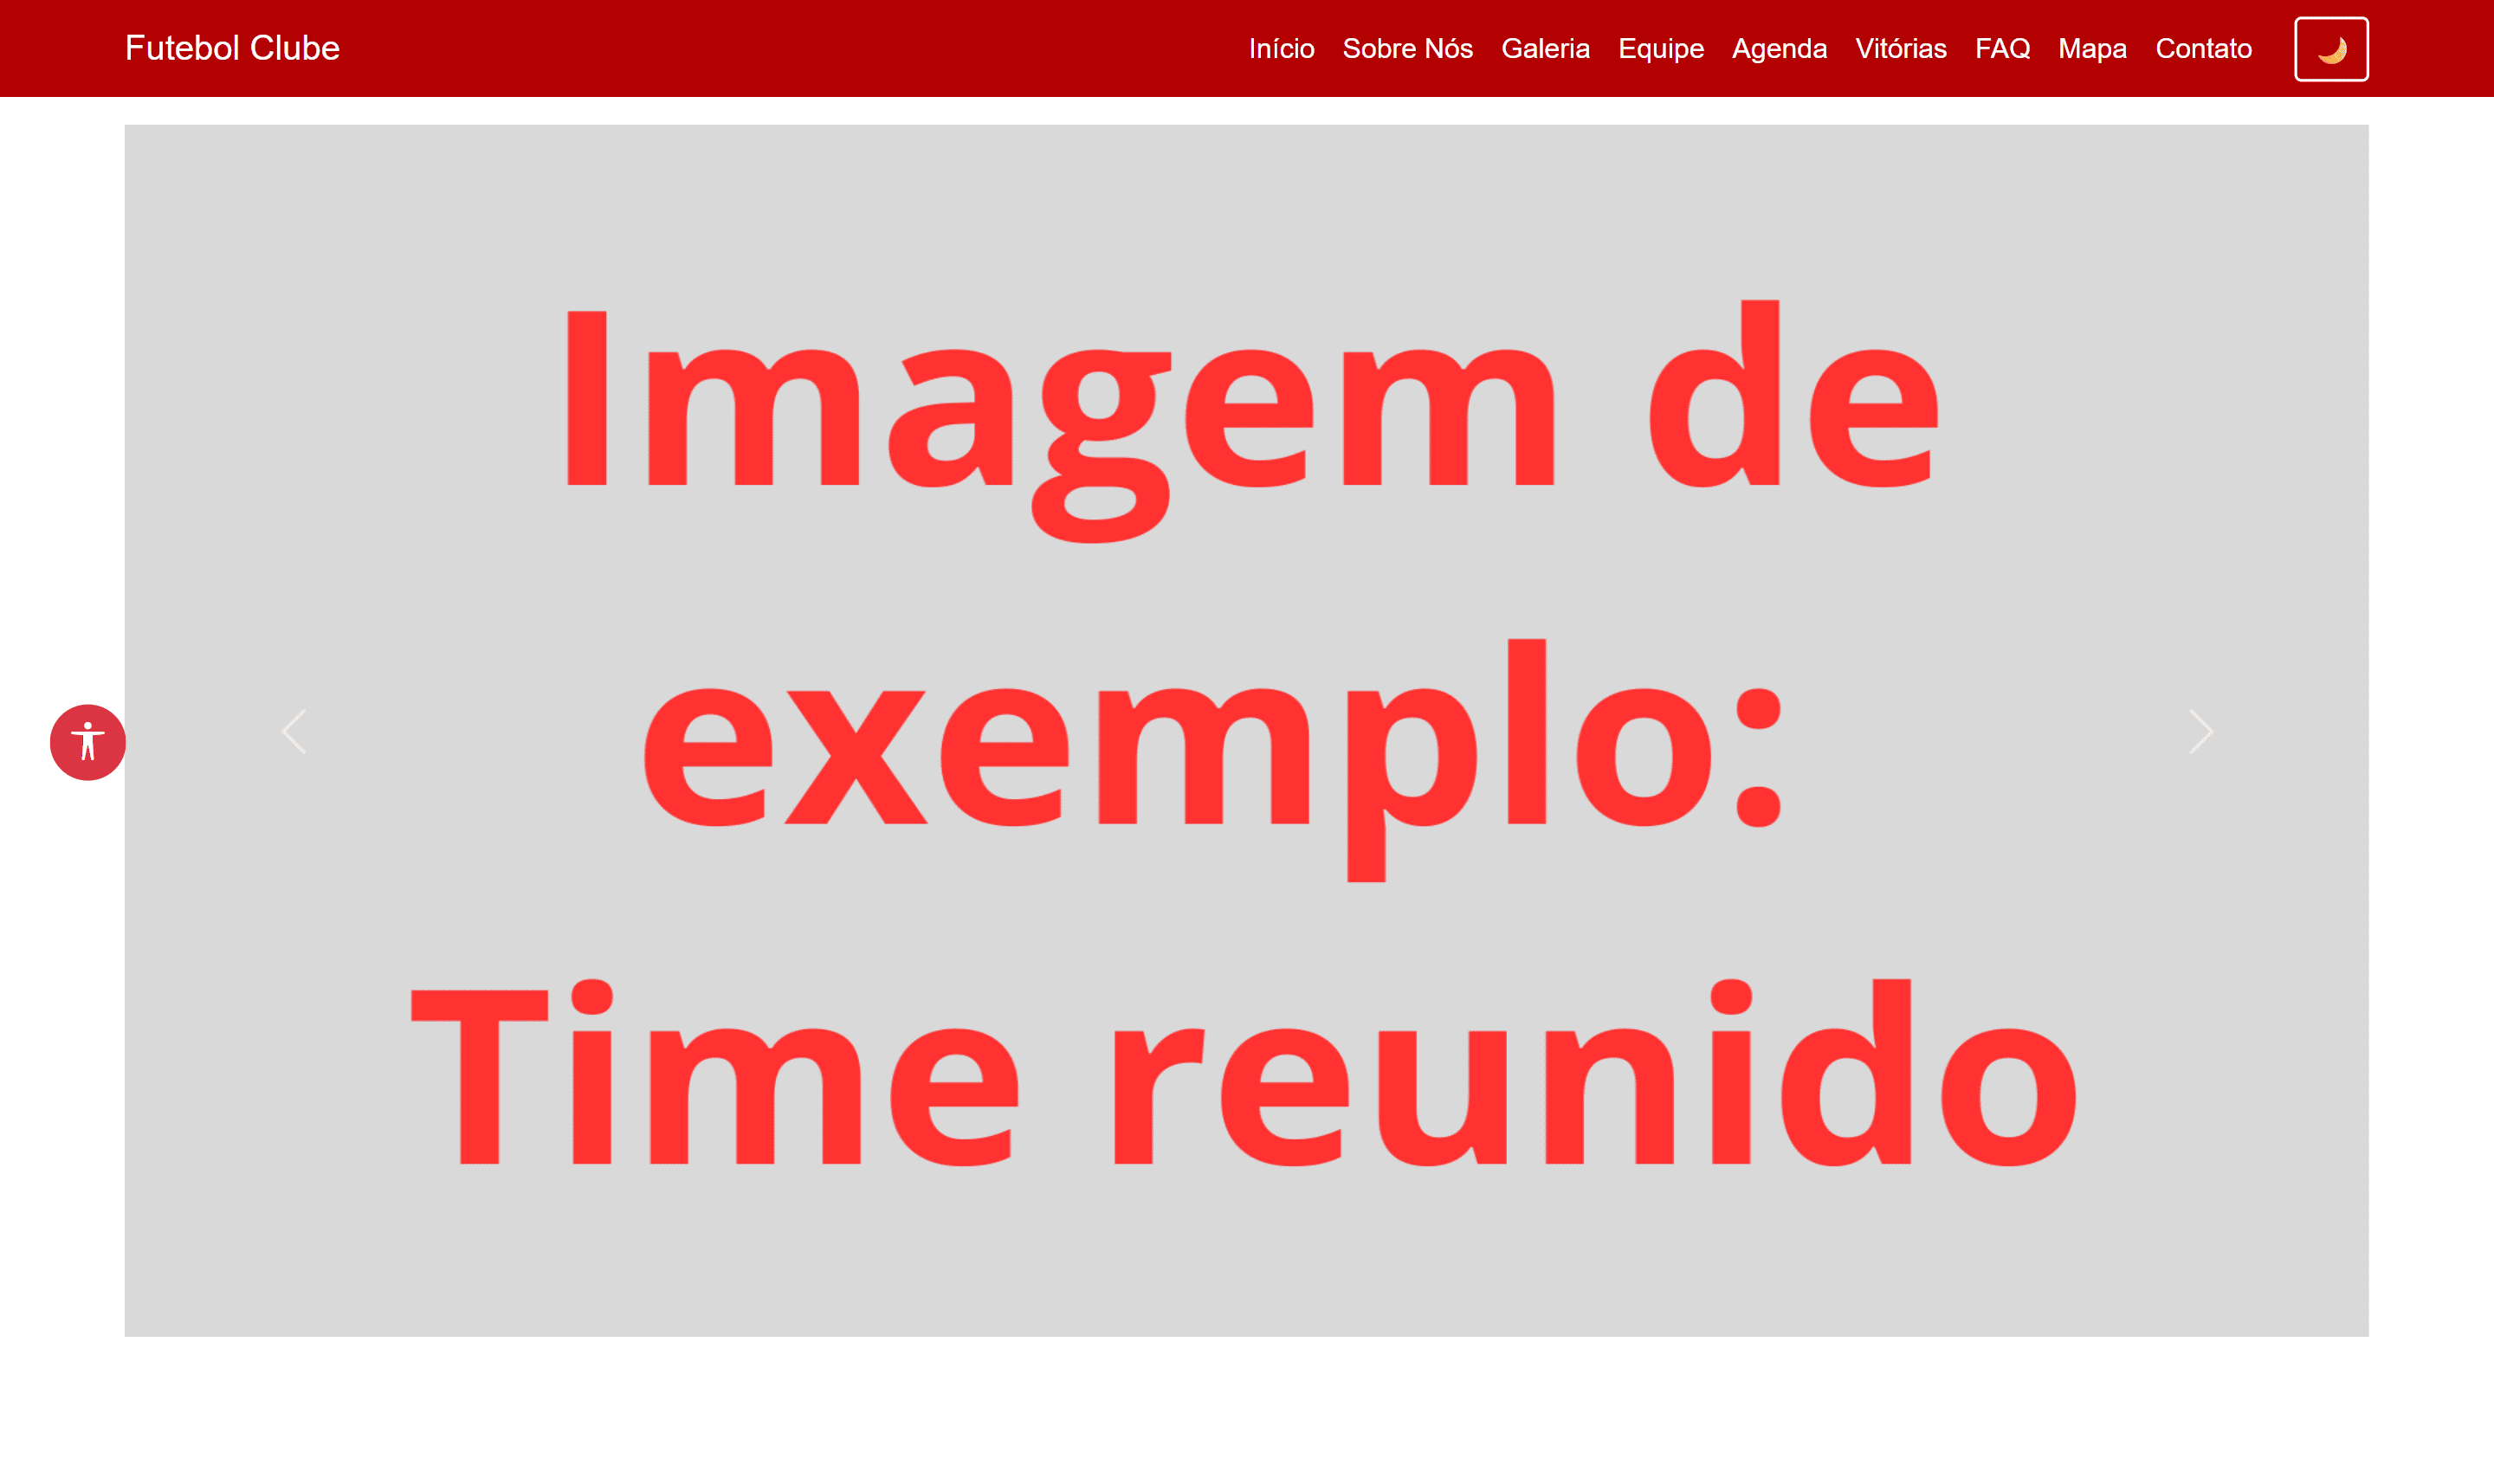 Futebol Clube
Início Sobre Nós Galeria Equipe Agenda Vitórias FAQ Mapa Contato
Imagem de
exemplo:
Time reunido